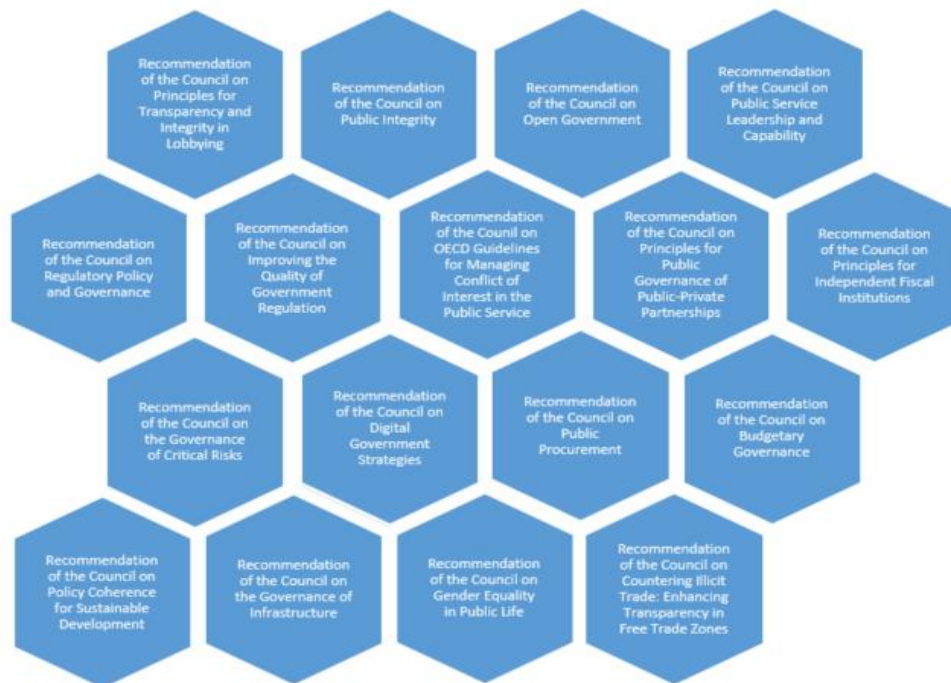 Recommendation
of the Council on
Principles for
Transparency and
Integrity in
Lobbying
Recommendation
of the Council on
Public Integrity
Recommendation
of the Council on
Open Government
Recommendation
of the Council on
Public Service
Leadership and
Capability
Recommendation
of the Council on
Regulatory Policy
and Governance
Recommendation
of the Council on
Improving the
Quality of
Government
Regulation
Recommendation
of the Counil on
OECD Guidelines
for Managing
Conflict of
Interest in the
Public Service
Recommendation
of the Council on
Principles for
Public
Governance of
Public-Private
Partnerships
Recommendation
of the Council on
Principles for
Independent Fiscal
Institutions
Recommendation
of the Council on
the Governance
of Critical Risks
Recommendation
of the Council on
Digital
Government
Strategies
Recommendation
of the Council on
Public
Procurement
Recommendation
of the Council on
Budgetary
Governance
Recommendation
of the Council on
Policy Coherence
for Sustainable
Development
Recommendation
of the Council on
the Governance of
Infrastructure
Recommendation
of the Council on
Gender Equality
in Public Life
Recommendation
of the Council on
Countering Illicit
Trade: Enhancing
Transparency in
Free Trade Zones